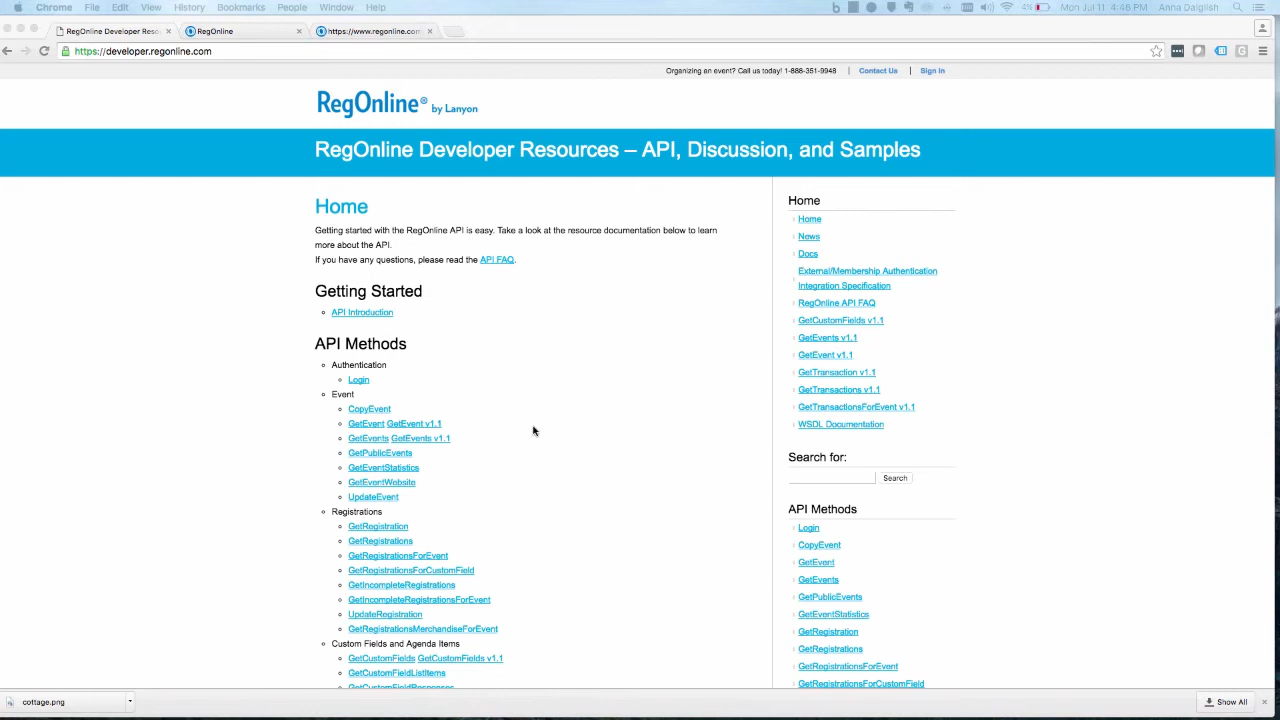 Chrome File Edit View History Bookmarks People Window Help 4% Mon Jul 11 4:46 PM Anna Dalglish
RegOnline Developer Reso RegOnline https://www.regonline.com
https://developer.regonline.com
Organizing an event? Call us today! 1-888-351-9948 | Contact Us | Sign In
RegOnline® by Lanyon
RegOnline Developer Resources – API, Discussion, and Samples
Home
Getting started with the RegOnline API is easy. Take a look at the resource documentation below to learn
more about the API.
If you have any questions, please read the API FAQ.
Getting Started
API Introduction
API Methods
Authentication
Login
Event
CopyEvent
GetEvent GetEvent v1.1
GetEvents GetEvents v1.1
GetPublicEvents
GetEventStatistics
GetEventWebsite
UpdateEvent
Registrations
GetRegistration
GetRegistrations
GetRegistrationsForEvent
GetRegistrationsForCustomField
GetIncompleteRegistrations
GetIncompleteRegistrationsForEvent
UpdateRegistration
GetRegistrationsMerchandiseForEvent
Custom Fields and Agenda Items
GetCustomFields GetCustomFields v1.1
GetCustomFieldListItems
GetCustomFieldResponses
Home
Home
News
Docs
External/Membership Authentication
Integration Specification
RegOnline API FAQ
GetCustomFields v1.1
GetEvents v1.1
GetEvent v1.1
GetTransaction v1.1
GetTransactions v1.1
GetTransactionsForEvent v1.1
WSDL Documentation
Search for:
Search
API Methods
Login
CopyEvent
GetEvent
GetEvents
GetPublicEvents
GetEventStatistics
GetRegistration
GetRegistrations
GetRegistrationsForEvent
GetRegistrationsForCustomField
cottage.png
Show All